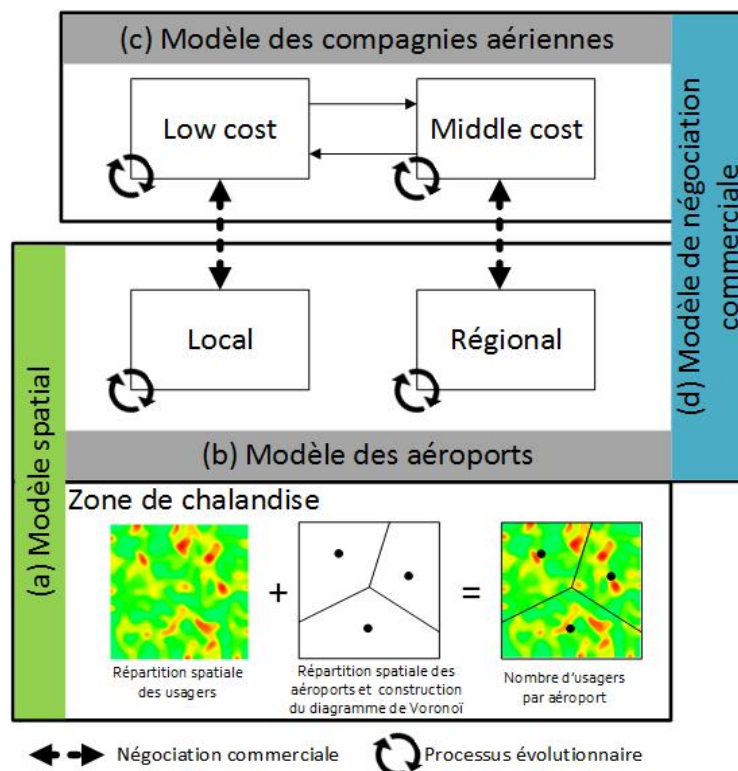 (c) Modèle des compagnies aériennes
Low cost
Middle cost
(d) Modèle de négociation
commerciale
Local
Régional
(b) Modèle des aéroports
(a) Modèle spatial
Zone de chalandise
+
=
Répartition spatiale
des usagers
Répartition spatiale des
aéroports et construction
du diagramme de Voronoï
Nombre d'usagers
par aéroport
Négociation commerciale
Processus évolutionnaire